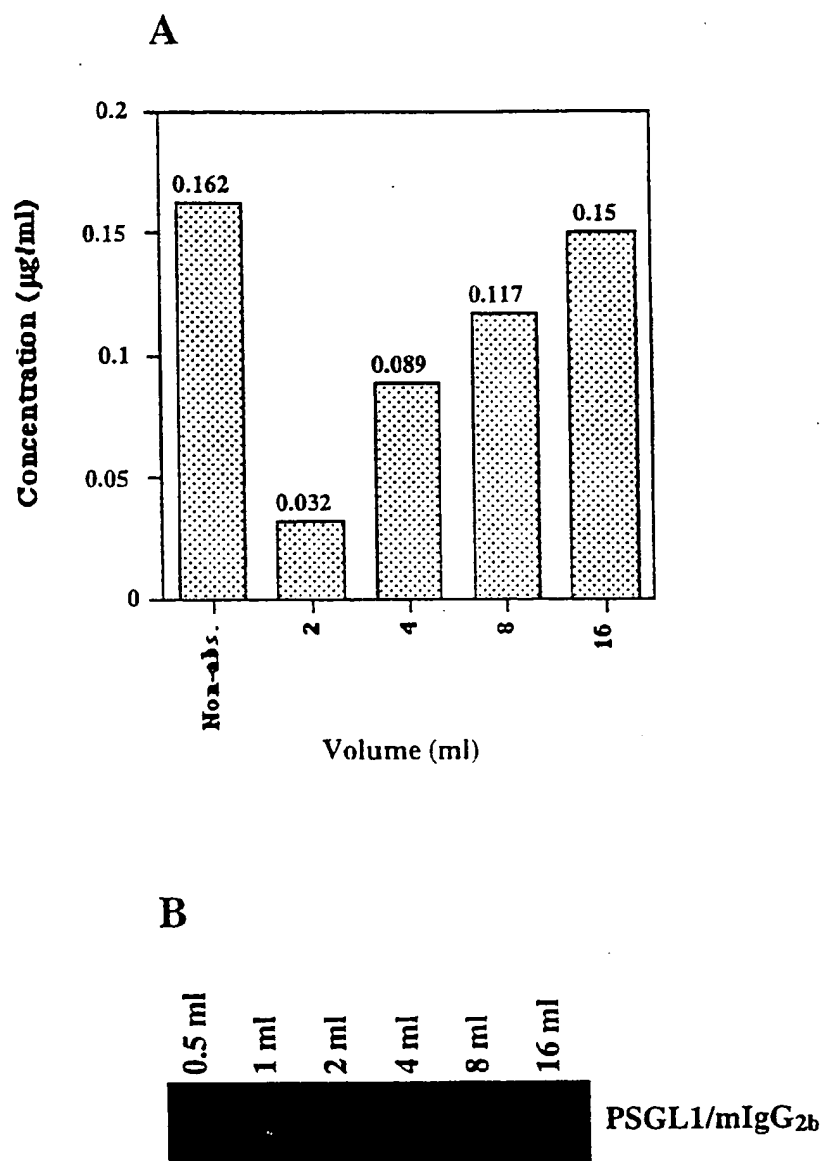 A
Concentration (µg/ml)
0.2
0.15
0.1
0.05
0
0.162
0.032
0.089
0.117
0.15
Non-abs.
2
4
8
16
Volume (ml)
B
0.5 ml
1 ml
2 ml
4 ml
8 ml
16 ml
PSGL1/mIgG2b